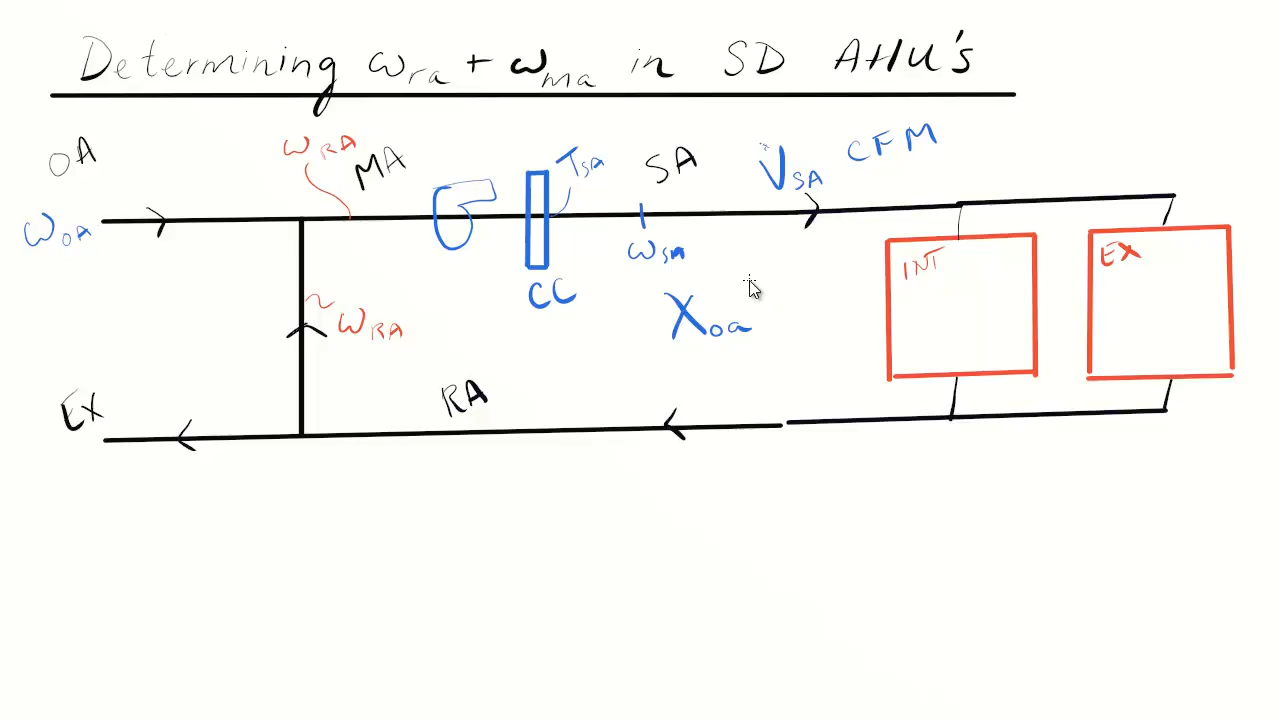 Determining ωra + ωma in SD AHU's
OA
ωRA
MA
TSA
SA
V̇SA CFM
ωOA
ωSA
CC
Xoa
INT
EX
~ωRA
RA
EX